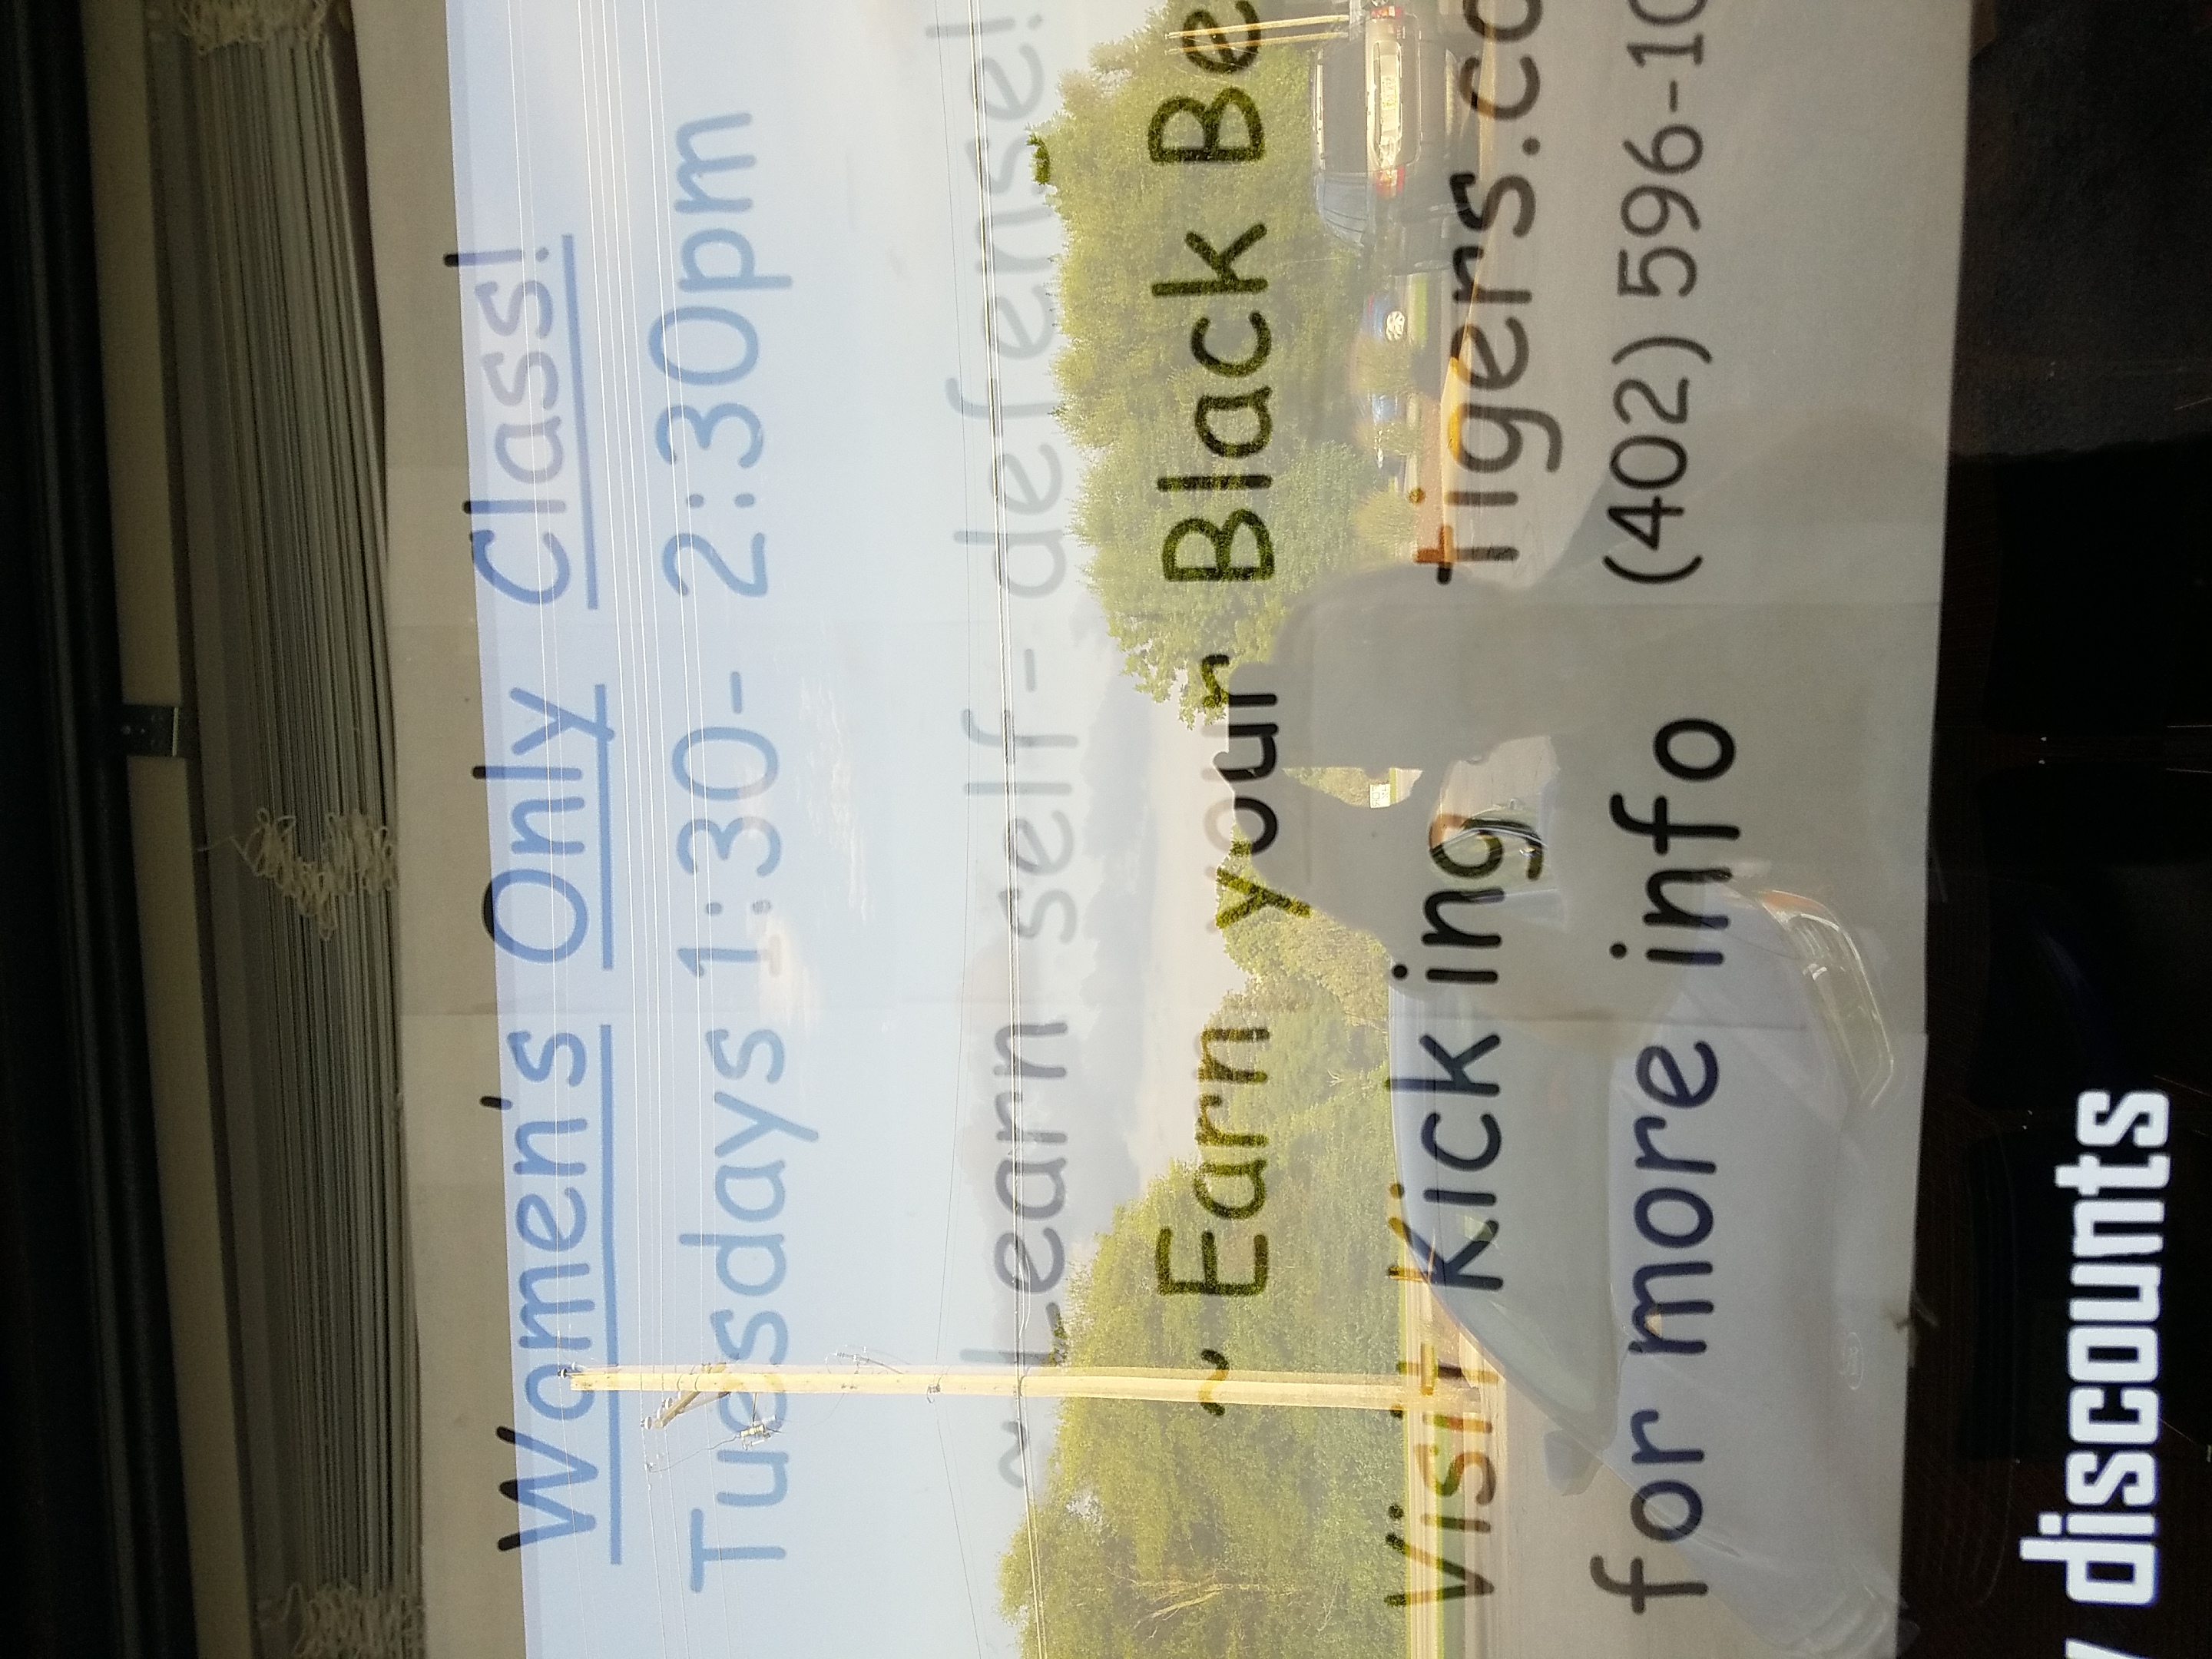 Women's Only Class!
Tuesdays 1:30- 2:30pm
~ Learn self-defense!
~ Earn your Black Be
Visit Kicking tigers.co
for more info (402) 596-10
y discounts